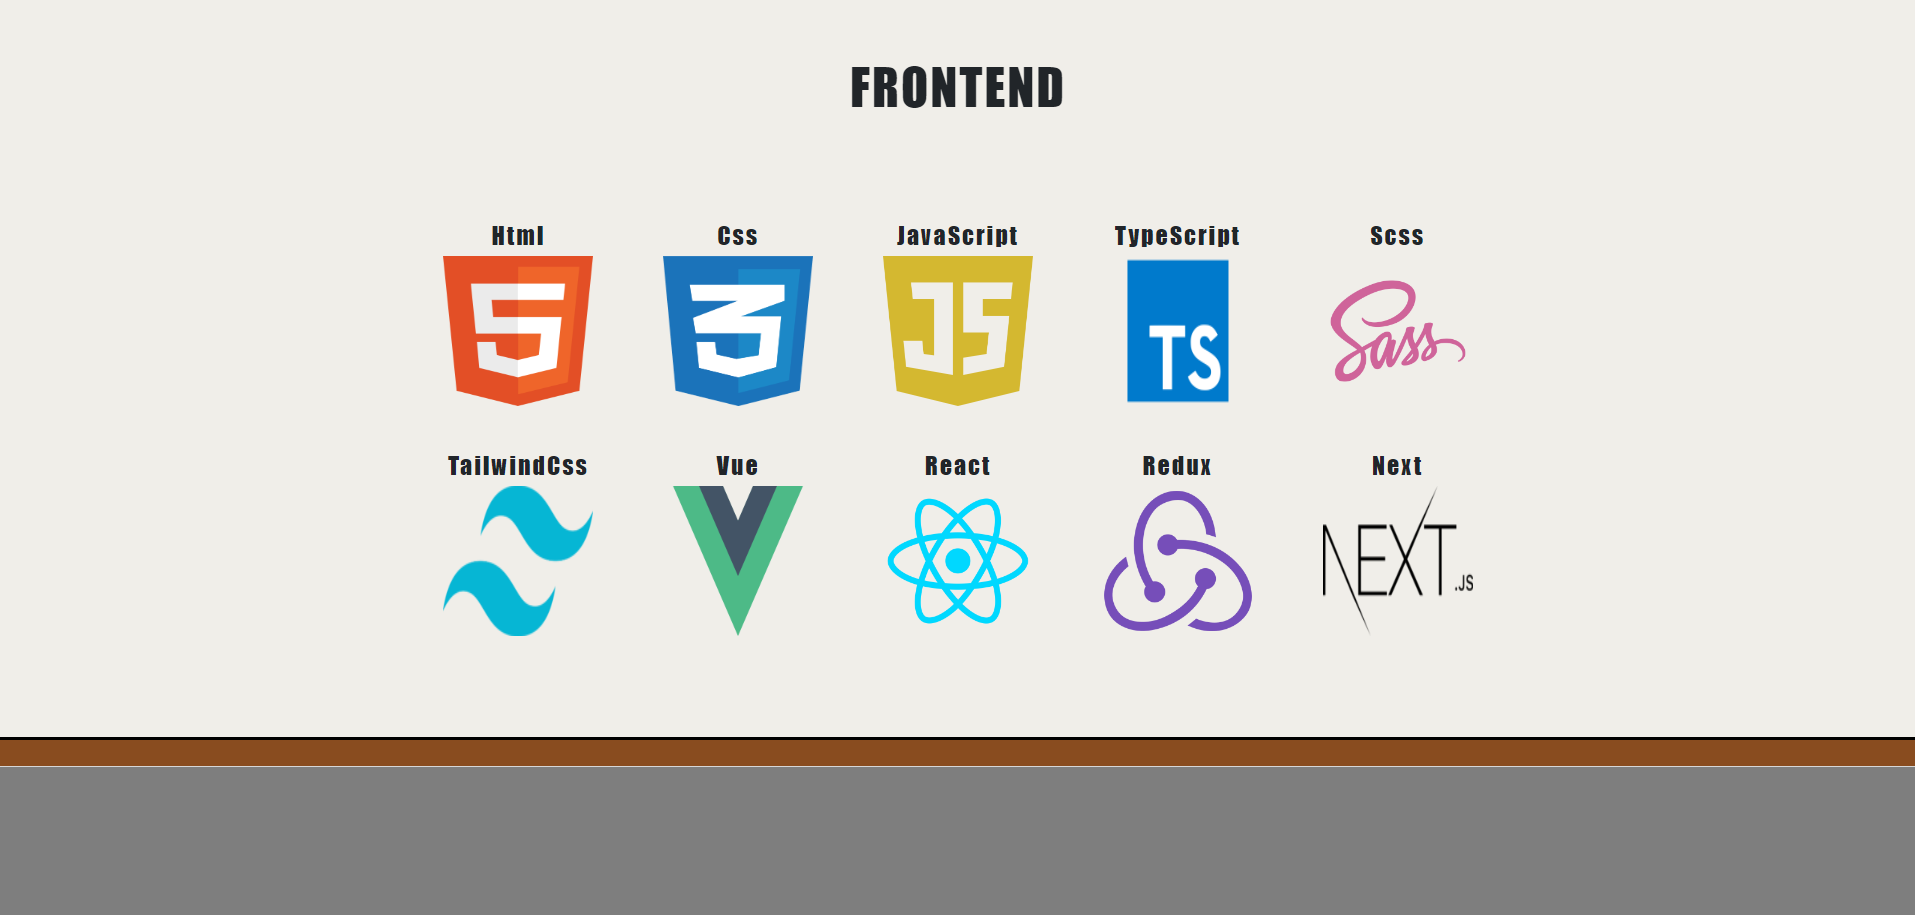 FRONTEND
Html Css JavaScript TypeScript Scss
5 3 JS TS Sass
TailwindCss Vue React Redux Next
NEXT.JS